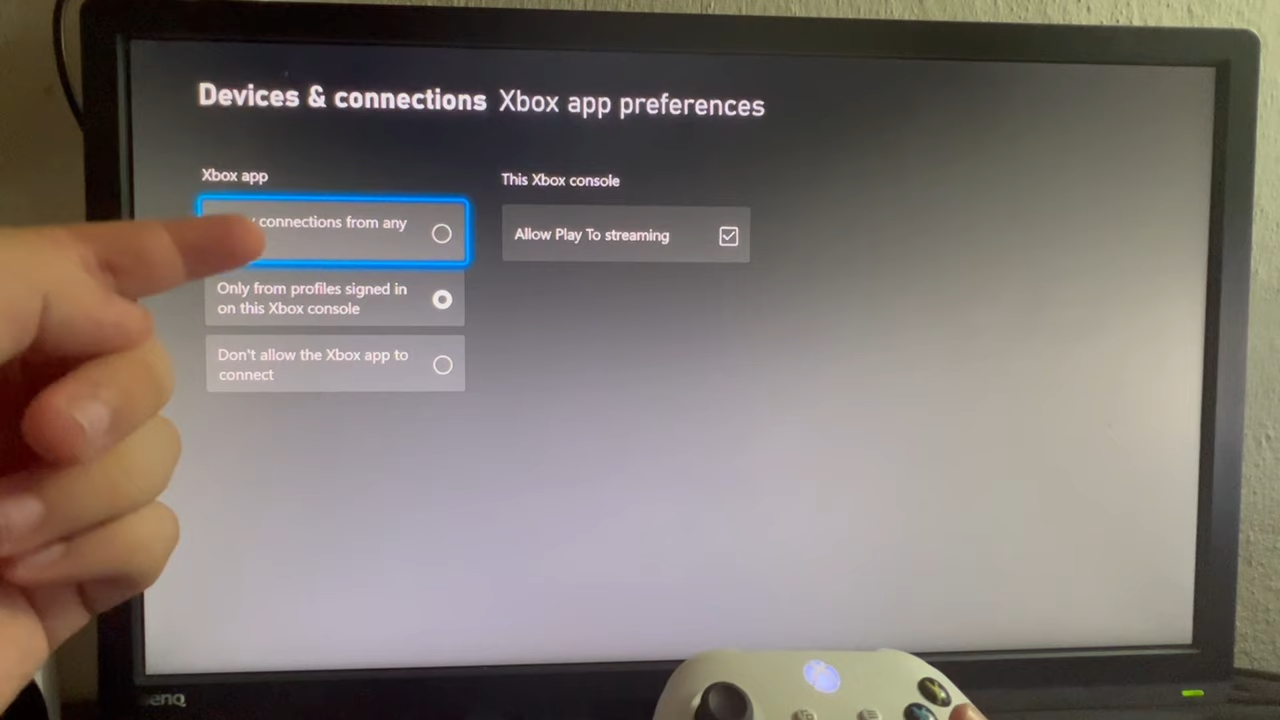 Devices & connections Xbox app preferences
Xbox app
This Xbox console
connections from any
Allow Play To streaming
Only from profiles signed in
on this Xbox console
Don't allow the Xbox app to
connect
BenQ